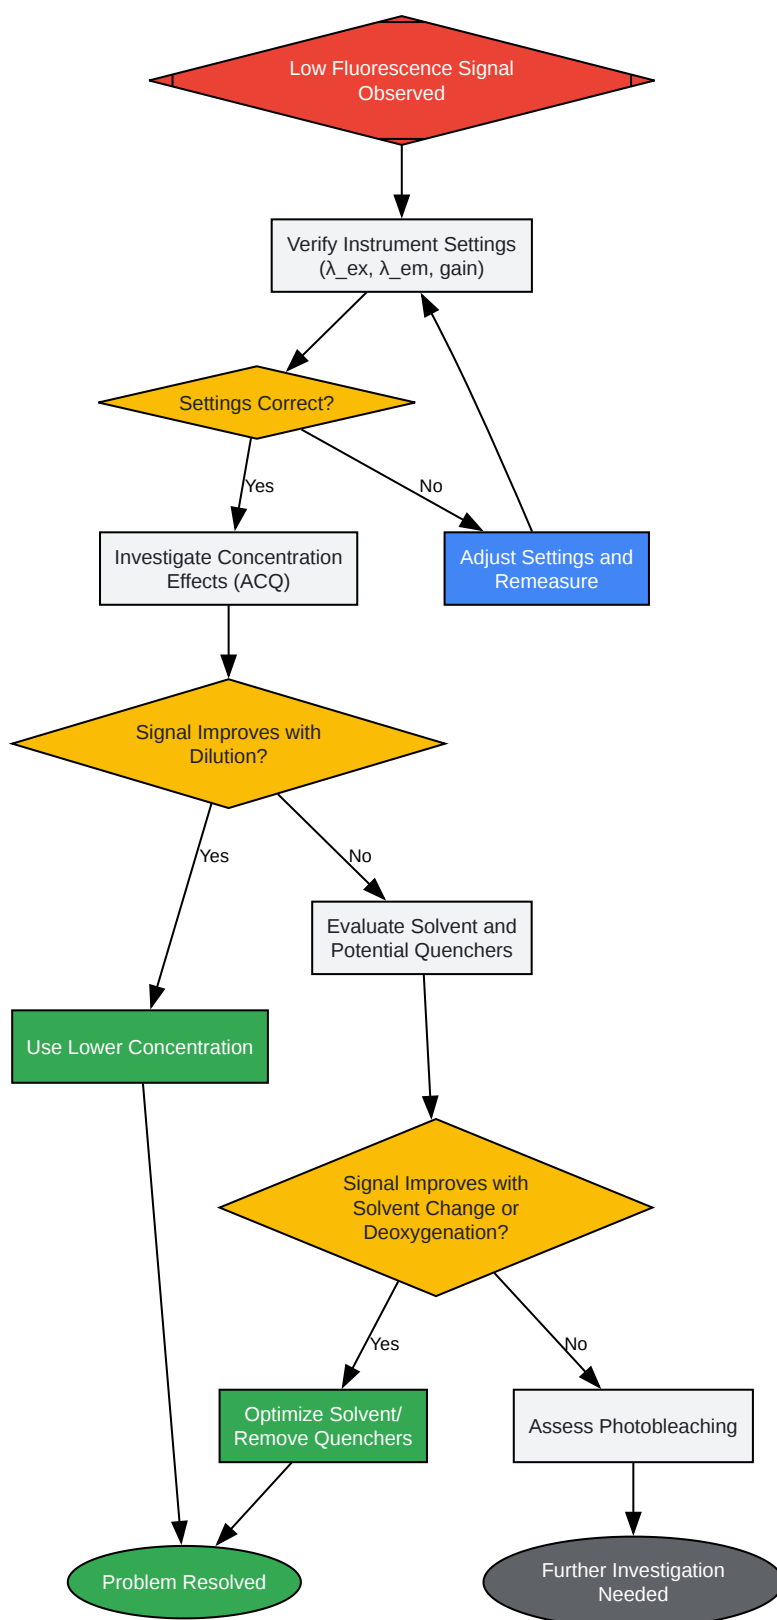 Low Fluorescence Signal
Observed
Verify Instrument Settings
(λ_ex, λ_em, gain)
Settings Correct?
Yes
No
Investigate Concentration
Effects (ACQ)
Adjust Settings and
Remeasure
Signal Improves with
Dilution?
Yes
No
Evaluate Solvent and
Potential Quenchers
Use Lower Concentration
Signal Improves with
Solvent Change or
Deoxygenation?
Yes
No
Optimize Solvent/
Remove Quenchers
Assess Photobleaching
Problem Resolved
Further Investigation
Needed